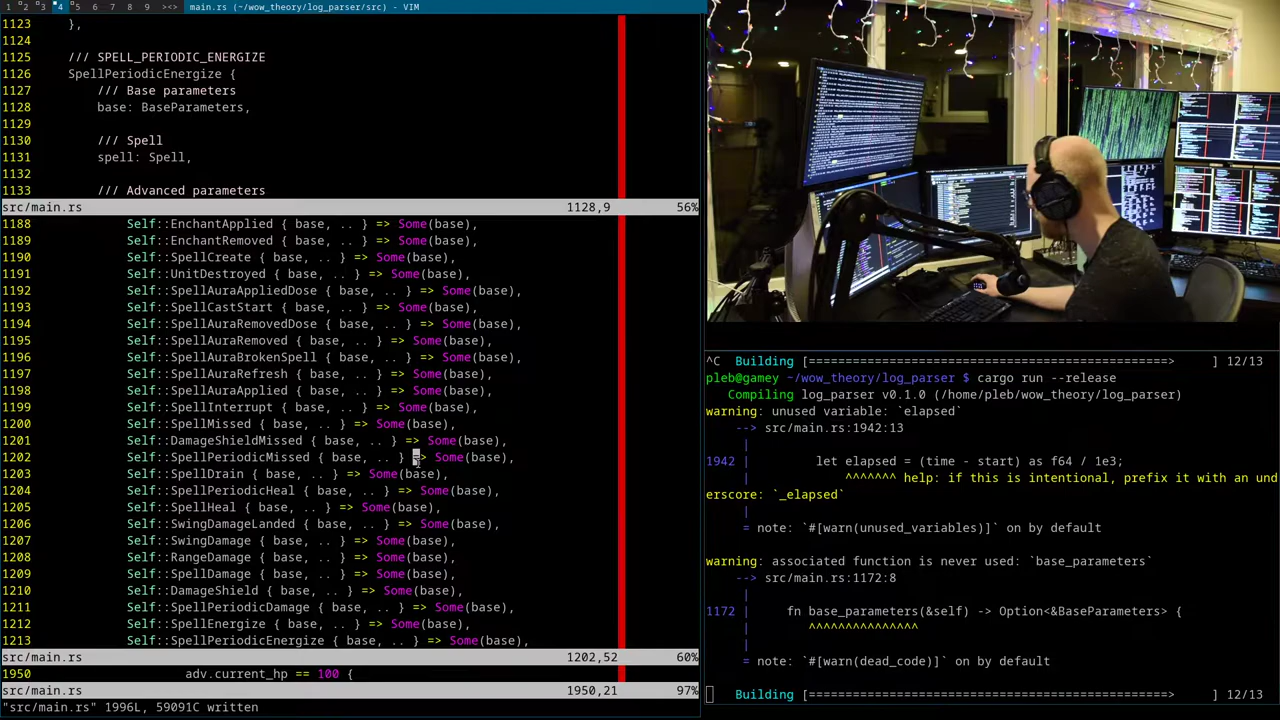 1 2 3 4 5 6 7 8 9 ><> main.rs (~/wow_theory/log_parser/src) - VIM
1123     },
1124
1125     /// SPELL_PERIODIC_ENERGIZE
1126     SpellPeriodicEnergize {
1127         /// Base parameters
1128         base: BaseParameters,
1129
1130         /// Spell
1131         spell: Spell,
1132
1133         /// Advanced parameters
src/main.rs 1128,9 56%
1188             Self::EnchantApplied { base, .. } => Some(base),
1189             Self::EnchantRemoved { base, .. } => Some(base),
1190             Self::SpellCreate { base, .. } => Some(base),
1191             Self::UnitDestroyed { base, .. } => Some(base),
1192             Self::SpellAuraAppliedDose { base, .. } => Some(base),
1193             Self::SpellCastStart { base, .. } => Some(base),
1194             Self::SpellAuraRemovedDose { base, .. } => Some(base),
1195             Self::SpellAuraRemoved { base, .. } => Some(base),
1196             Self::SpellAuraBrokenSpell { base, .. } => Some(base),
1197             Self::SpellAuraRefresh { base, .. } => Some(base),
1198             Self::SpellAuraApplied { base, .. } => Some(base),
1199             Self::SpellInterrupt { base, .. } => Some(base),
1200             Self::SpellMissed { base, .. } => Some(base),
1201             Self::DamageShieldMissed { base, .. } => Some(base),
1202             Self::SpellPeriodicMissed { base, .. } => Some(base),
1203             Self::SpellDrain { base, .. } => Some(base),
1204             Self::SpellPeriodicHeal { base, .. } => Some(base),
1205             Self::SpellHeal { base, .. } => Some(base),
1206             Self::SwingDamageLanded { base, .. } => Some(base),
1207             Self::SwingDamage { base, .. } => Some(base),
1208             Self::RangeDamage { base, .. } => Some(base),
1209             Self::SpellDamage { base, .. } => Some(base),
1210             Self::DamageShield { base, .. } => Some(base),
1211             Self::SpellPeriodicDamage { base, .. } => Some(base),
1212             Self::SpellEnergize { base, .. } => Some(base),
1213             Self::SpellPeriodicEnergize { base, .. } => Some(base),
src/main.rs 1202,52 60%
1950                     adv.current_hp == 100 {
src/main.rs 1950,21 97%
"src/main.rs" 1996L, 59091C written
^C  Building [=================================================>      ] 12/13
pleb@gamey ~/wow_theory/log_parser $ cargo run --release
   Compiling log_parser v0.1.0 (/home/pleb/wow_theory/log_parser)
warning: unused variable: `elapsed`
    --> src/main.rs:1942:13
     |
1942 |         let elapsed = (time - start) as f64 / 1e3;
     |             ^^^^^^^ help: if this is intentional, prefix it with an und
erscore: `_elapsed`
     |
     = note: `#[warn(unused_variables)]` on by default
warning: associated function is never used: `base_parameters`
    --> src/main.rs:1172:8
     |
1172 |     fn base_parameters(&self) -> Option<&BaseParameters> {
     |        ^^^^^^^^^^^^^^^
     |
     = note: `#[warn(dead_code)]` on by default
    Building [=================================================>      ] 12/13